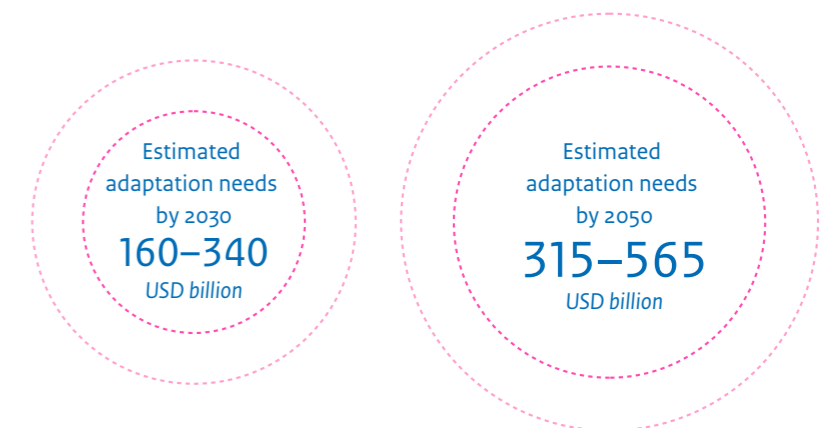 Estimated
adaptation needs
by 2030
160–340
USD billion
Estimated
adaptation needs
by 2050
315–565
USD billion